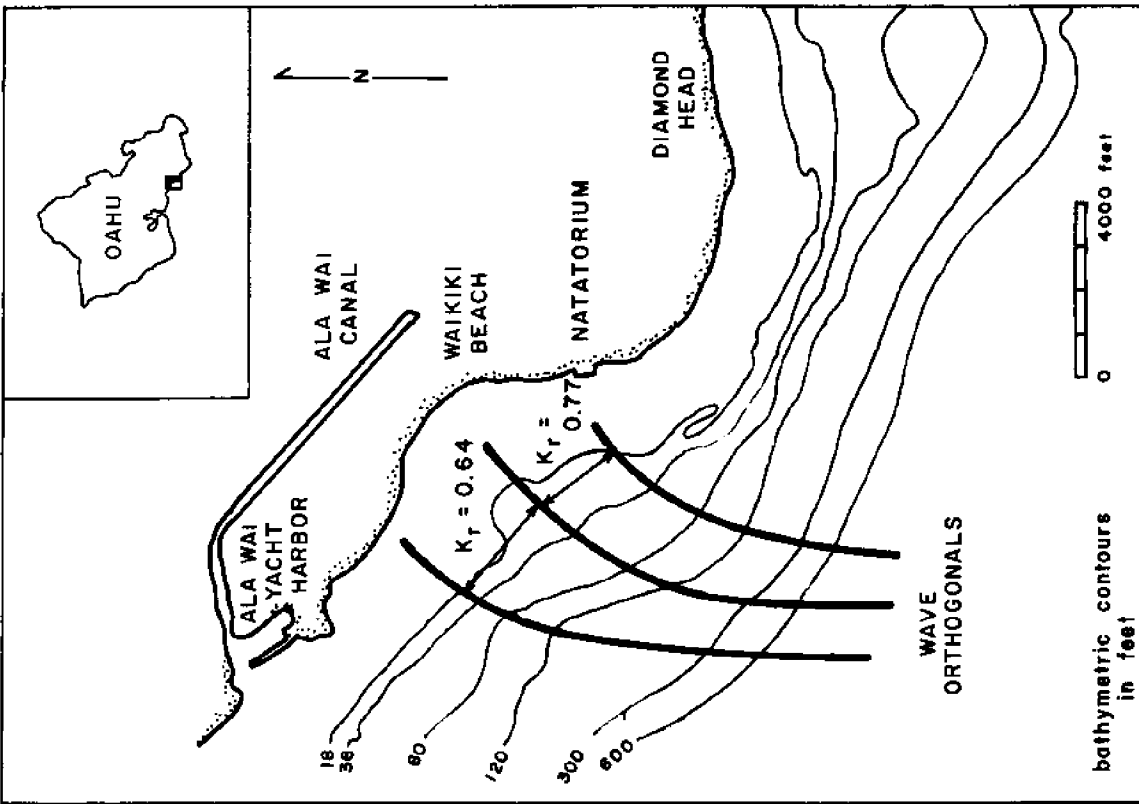 OAHU
N
ALA WAI
CANAL
WAIKIKI
BEACH
NATATORIUM
DIAMOND
HEAD
ALA WAI
YACHT
HARBOR
Kr = 0.64
Kr =
0.77
18
36
60
120
300
600
WAVE
ORTHOGONALS
0 4000 feet
bathymetric contours
in feet